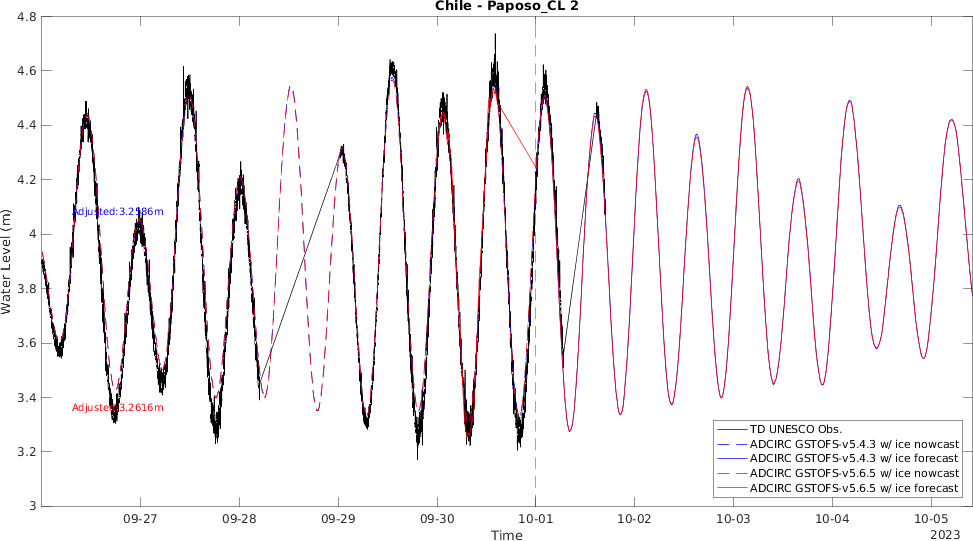 Chile - Paposo_CL 2
4.8
4.6
4.4
4.2
4
3.8
3.6
3.4
3.2
3
Water Level (m)
Adjusted:3.2586m
Adjusted:3.2616m
TD UNESCO Obs.
ADCIRC GSTOFS-v5.4.3 w/ ice nowcast
ADCIRC GSTOFS-v5.4.3 w/ ice forecast
ADCIRC GSTOFS-v5.6.5 w/ ice nowcast
ADCIRC GSTOFS-v5.6.5 w/ ice forecast
09-27 09-28 09-29 09-30 10-01 10-02 10-03 10-04 10-05
Time
2023